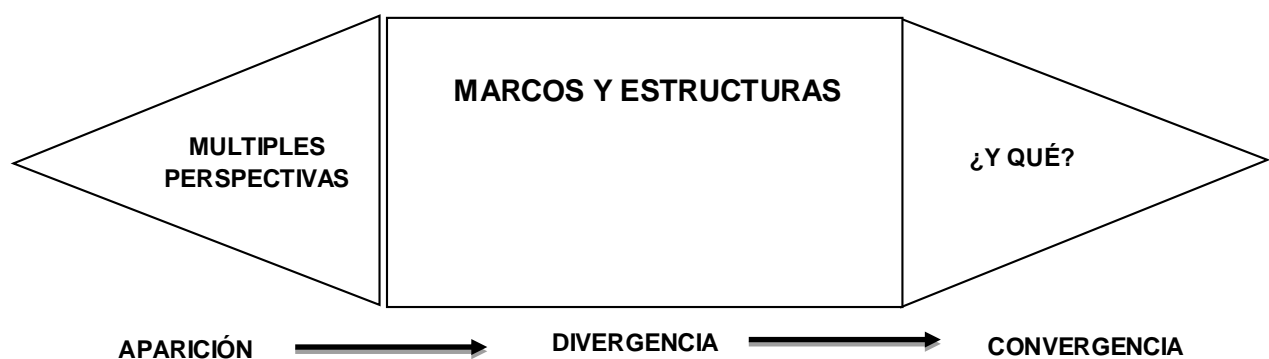 MARCOS Y ESTRUCTURAS
MULTIPLES
PERSPECTIVAS
¿Y QUÉ?
APARICIÓN
DIVERGENCIA
CONVERGENCIA